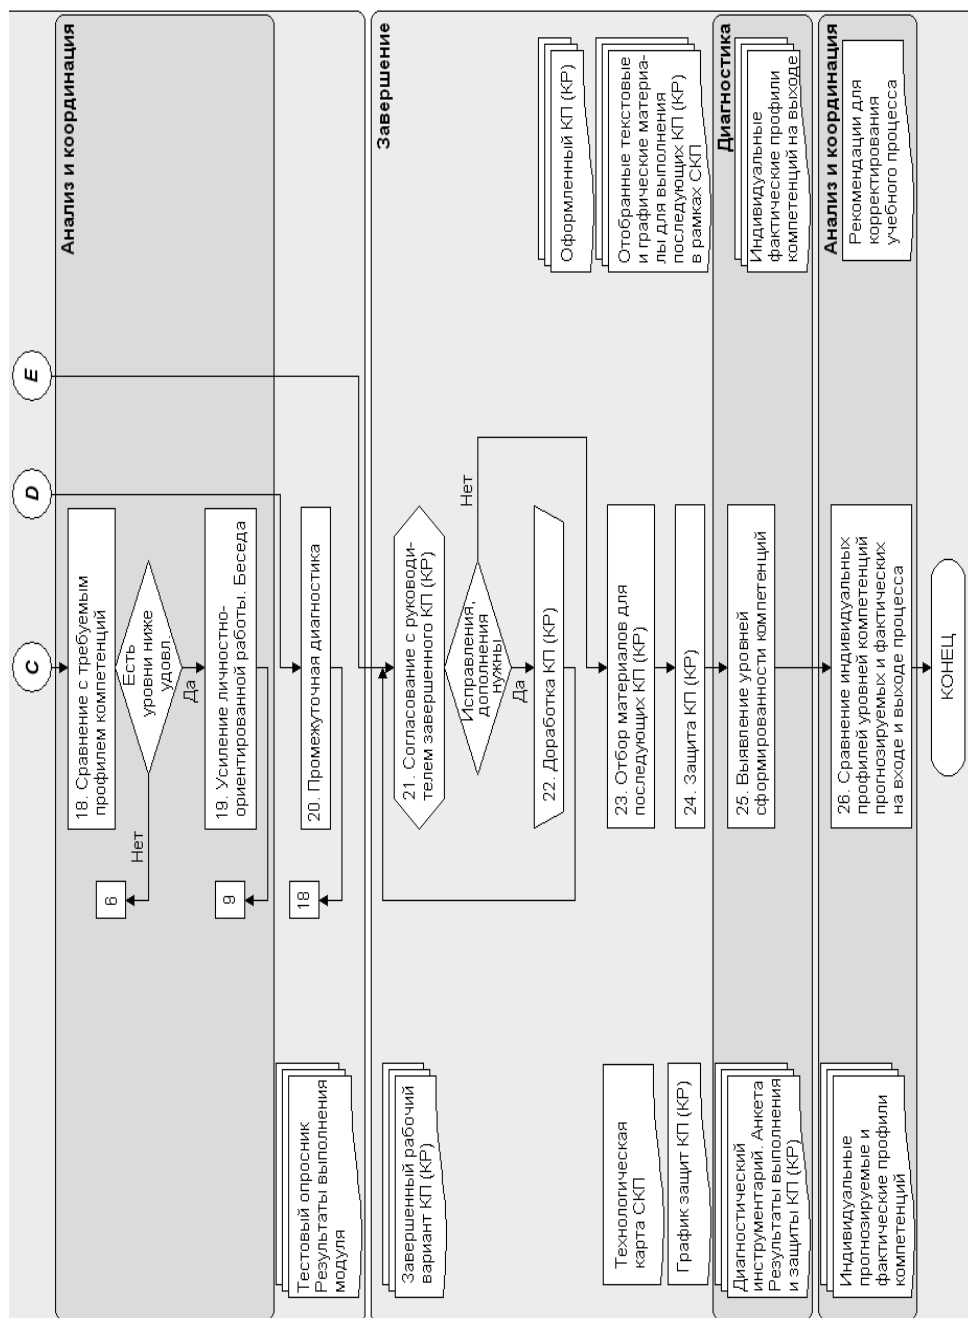 Анализ и координация
C
D
E
18. Сравнение с требуемым
профилем компетенций
Есть
уровни ниже
удовл.
Нет
Да
6
19. Усиление личностно-
ориентированной работы. Беседа
9
Тестовый опросник
Результаты выполнения
модуля
20. Промежуточная диагностика
18
Завершение
Завершенный рабочий
вариант КП (КР)
21. Согласование с руководи-
телем завершенного КП (КР)
Исправления,
дополнения
нужны
Нет
Да
22. Доработка КП (КР)
Оформленный КП (КР)
Технологическая
карта СКП
23. Отбор материалов для
последующих КП (КР)
Отобранные текстовые
и графические материа-
лы для выполнения
последующих КП (КР)
в рамках СКП
График защит КП (КР)
24. Защита КП (КР)
Диагностика
Диагностический
инструментарий. Анкета
Результаты выполнения
и защиты КП (КР)
25. Выявление уровней
сформированности компетенций
Индивидуальные
фактические профили
компетенций на выходе
Анализ и координация
Индивидуальные
прогнозируемые и
фактические профили
компетенций
26. Сравнение индивидуальных
профилей уровней компетенций
прогнозируемых и фактических
на входе и выходе процесса
Рекомендации для
корректирования
учебного процесса
КОНЕЦ